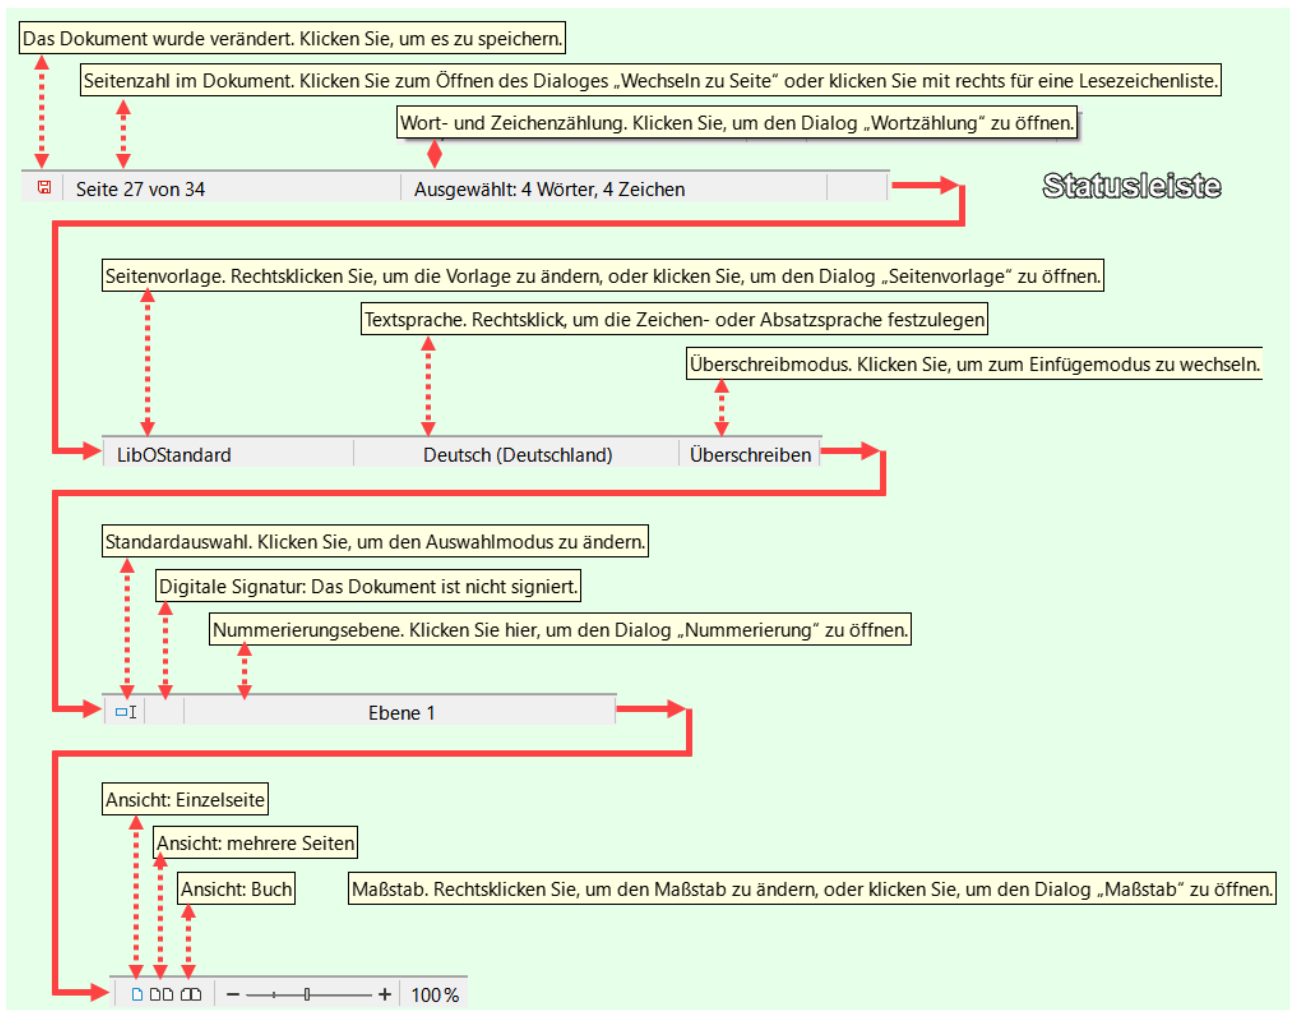 Das Dokument wurde verändert. Klicken Sie, um es zu speichern.
Seitenzahl im Dokument. Klicken Sie zum Öffnen des Dialoges „Wechseln zu Seite“ oder klicken Sie mit rechts für eine Lesezeichenliste.
Wort- und Zeichenzählung. Klicken Sie, um den Dialog „Wortzählung“ zu öffnen.
Seite 27 von 34
Ausgewählt: 4 Wörter, 4 Zeichen
Statusleiste
Seitenvorlage. Rechtsklicken Sie, um die Vorlage zu ändern, oder klicken Sie, um den Dialog „Seitenvorlage“ zu öffnen.
Textsprache. Rechtsklick, um die Zeichen- oder Absatzsprache festzulegen
Überschreibmodus. Klicken Sie, um zum Einfügemodus zu wechseln.
LibOStandard
Deutsch (Deutschland)
Überschreiben
Standardauswahl. Klicken Sie, um den Auswahlmodus zu ändern.
Digitale Signatur: Das Dokument ist nicht signiert.
Nummerierungsebene. Klicken Sie hier, um den Dialog „Nummerierung“ zu öffnen.
Ebene 1
Ansicht: Einzelseite
Ansicht: mehrere Seiten
Ansicht: Buch
Maßstab. Rechtsklicken Sie, um den Maßstab zu ändern, oder klicken Sie, um den Dialog „Maßstab“ zu öffnen.
100 %